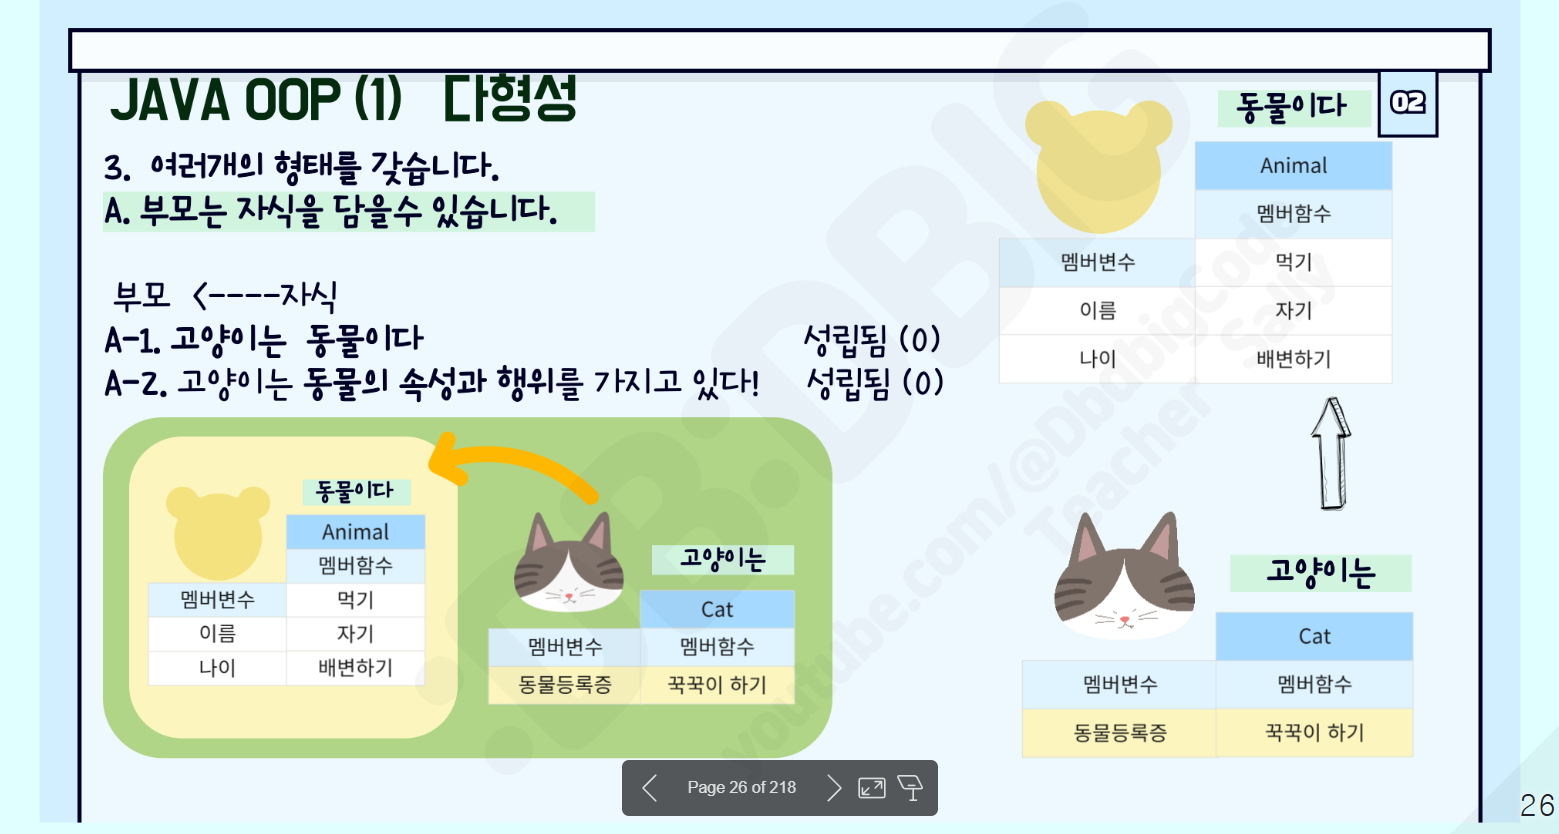 JAVA OOP (1) 다형성
02
3. 여러개의 형태를 갖습니다.
A. 부모는 자식을 담을수 있습니다.
부모 <----자식
A-1. 고양이는 동물이다 성립됨 (O)
A-2. 고양이는 동물의 속성과 행위를 가지고 있다! 성립됨 (O)
동물이다
Animal
멤버함수
멤버변수 먹기
이름 자기
나이 배변하기
고양이는
Cat
멤버변수 멤버함수
동물등록증 꾹꾹이 하기
동물이다
Animal
멤버함수
멤버변수 먹기
이름 자기
나이 배변하기
고양이는
Cat
멤버변수 멤버함수
동물등록증 꾹꾹이 하기
:DB:DBIG
youtube.com/@DbdbigCode
Teacher Sally
Page 26 of 218
26